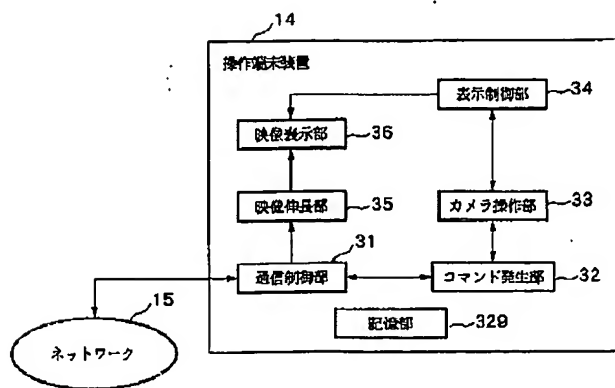 14
操作端末装置
表示制御部
34
映像表示部
36
映像伸長部
35
カメラ操作部
33
31
通信制御部
コマンド発生部
32
15
ネットワーク
記憶部
329